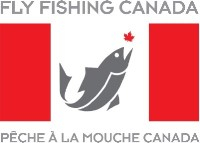 FLY FISHING CANADA
PÊCHE À LA MOUCHE CANADA